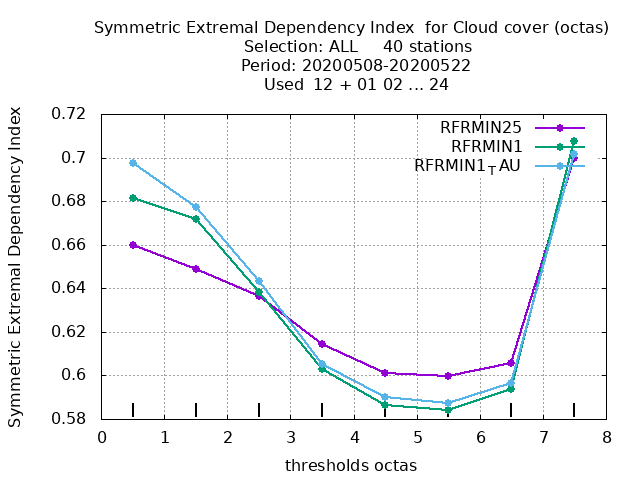 Symmetric Extremal Dependency Index  for Cloud cover (octas)
Selection: ALL     40 stations
Period: 20200508-20200522
Used  12 + 01 02 ... 24
Symmetric Extremal Dependency Index
0.72
0.7
0.68
0.66
0.64
0.62
0.6
0.58
RFRMIN25
RFRMIN1
RFRMIN1TAU
0 1 2 3 4 5 6 7 8
thresholds octas